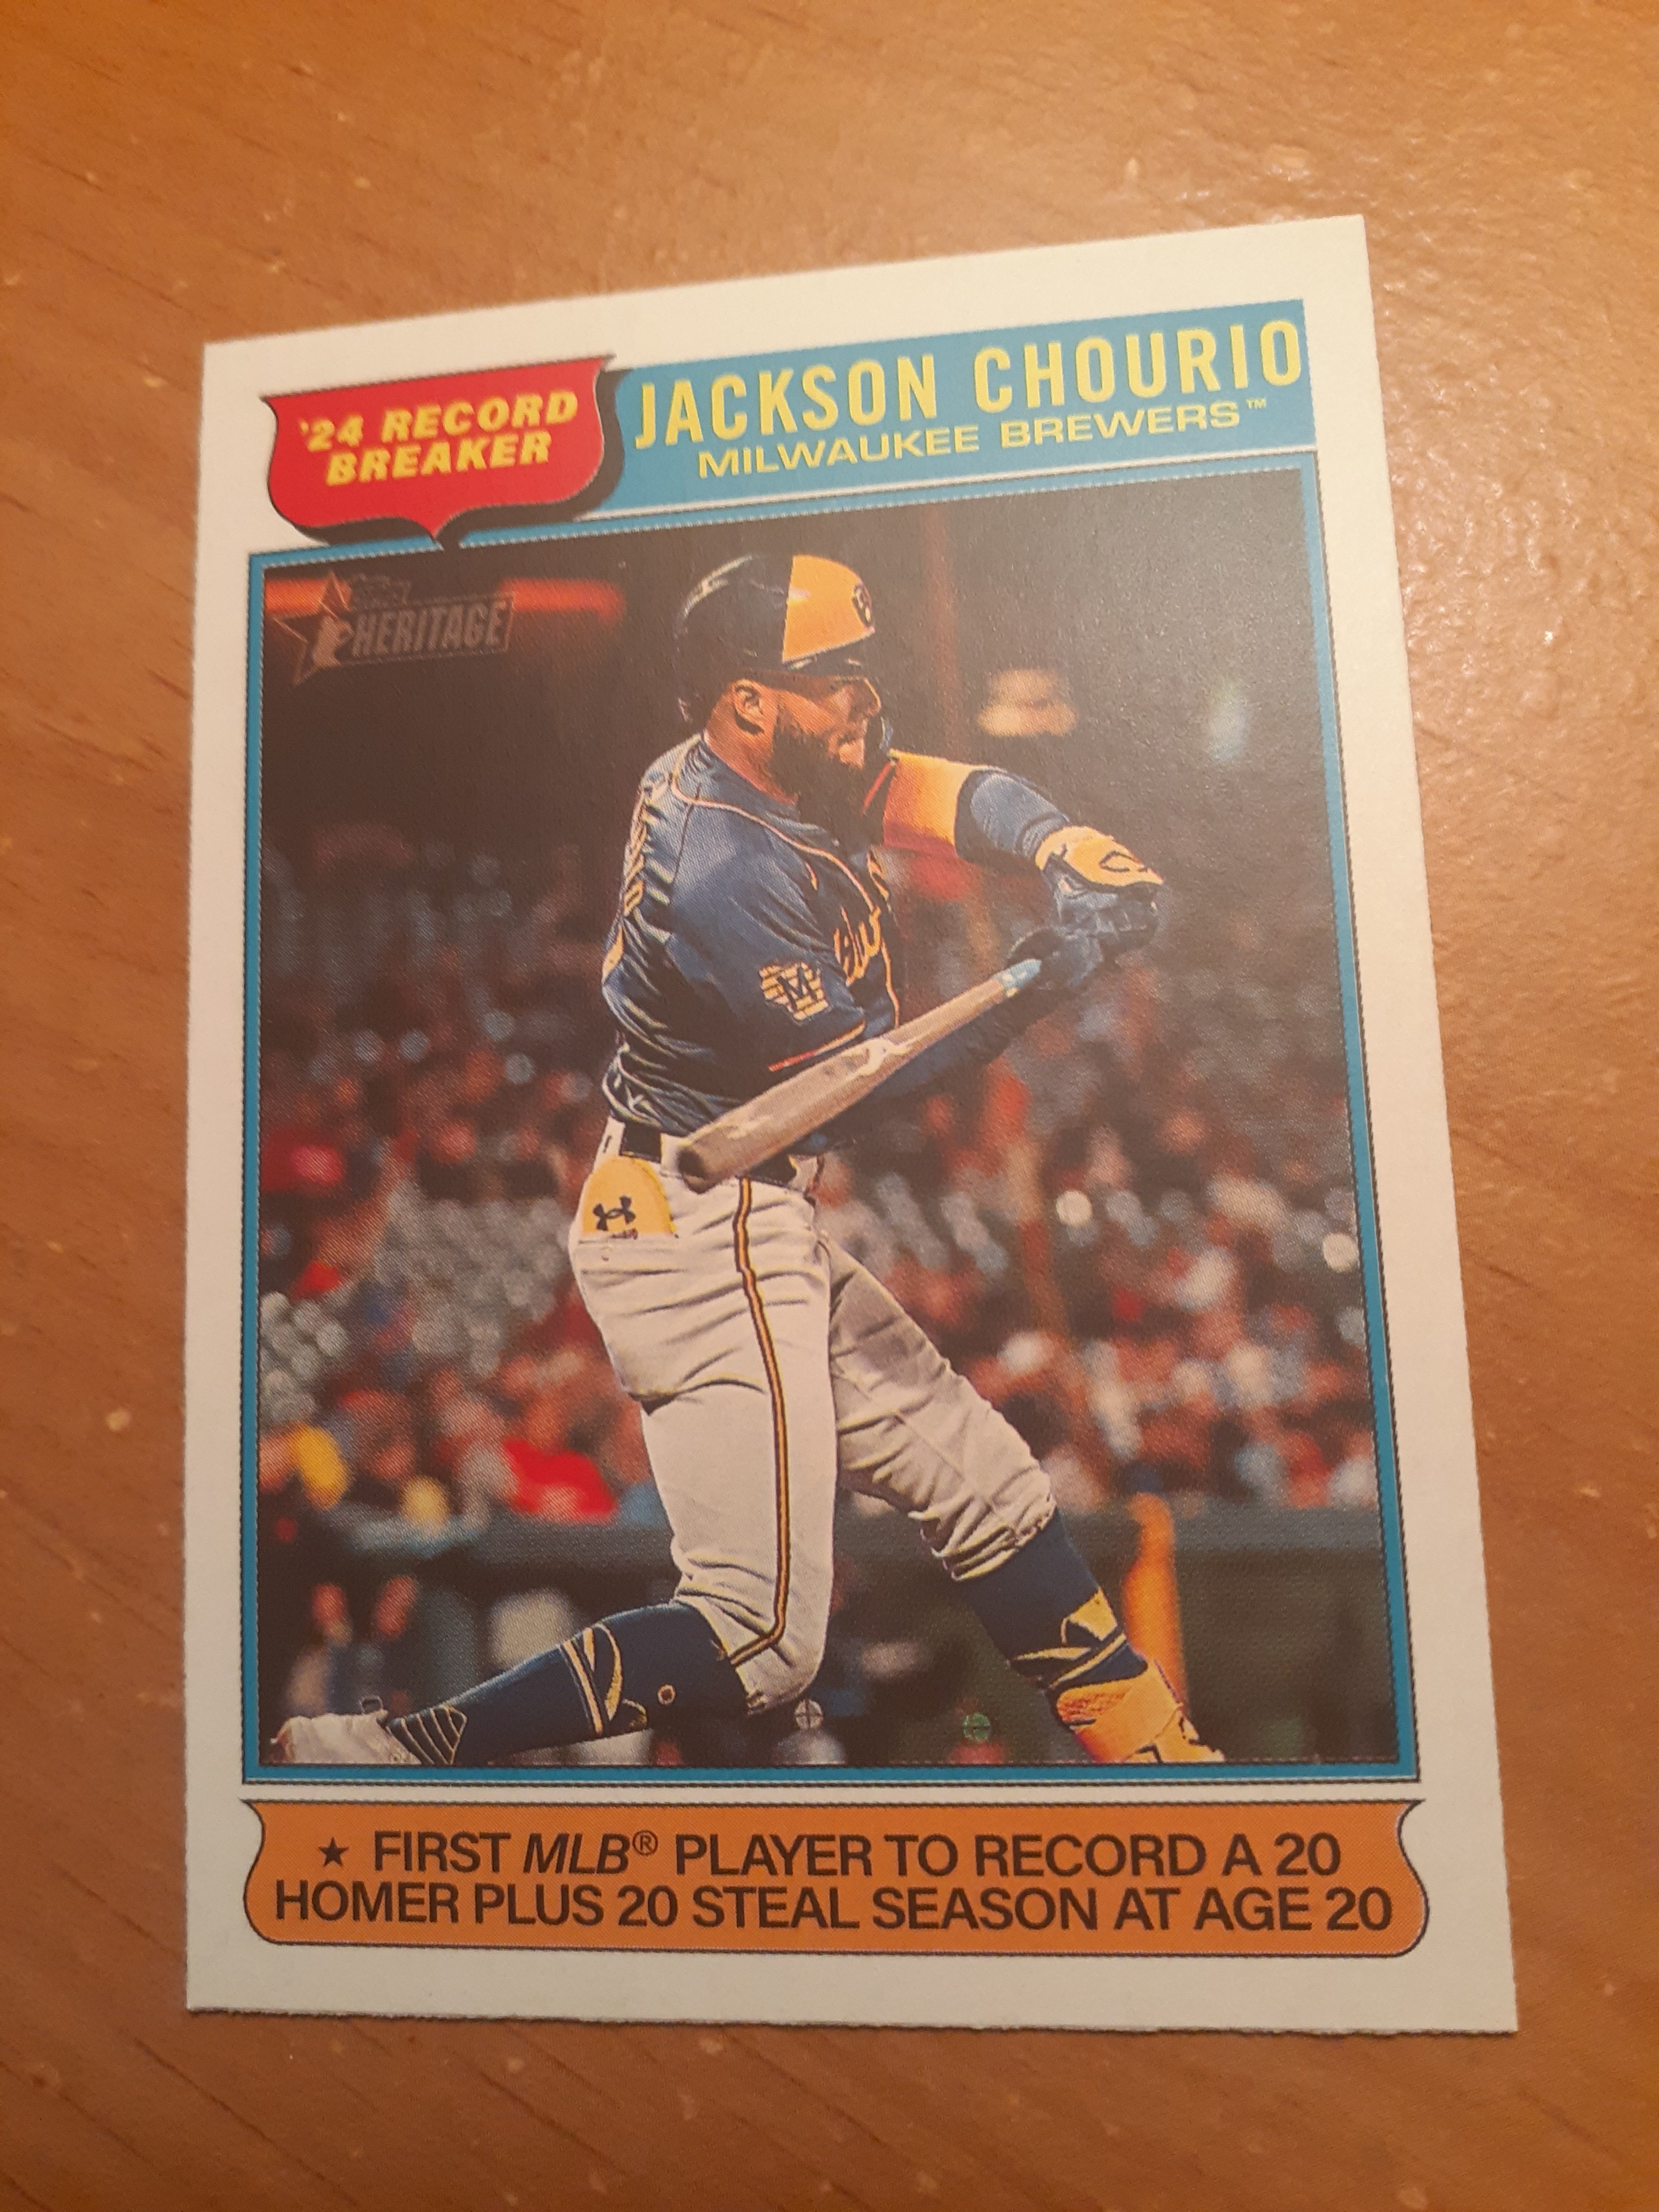 '24 RECORD
BREAKER
JACKSON CHOURIO
MILWAUKEE BREWERS™
TOPPS
HERITAGE
M
★ FIRST MLB® PLAYER TO RECORD A 20
HOMER PLUS 20 STEAL SEASON AT AGE 20